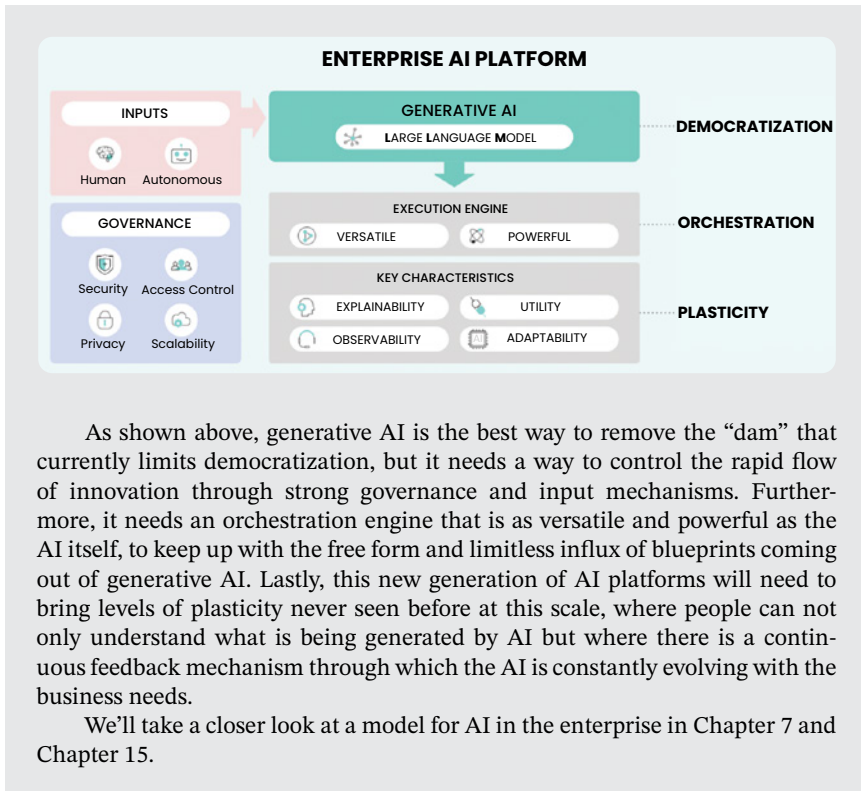 ENTERPRISE AI PLATFORM
INPUTS
Human Autonomous
GOVERNANCE
Security Access Control
Privacy Scalability
GENERATIVE AI
LARGE LANGUAGE MODEL
EXECUTION ENGINE
VERSATILE POWERFUL
KEY CHARACTERISTICS
EXPLAINABILITY UTILITY
OBSERVABILITY AI ADAPTABILITY
DEMOCRATIZATION
ORCHESTRATION
PLASTICITY
As shown above, generative AI is the best way to remove the “dam” that
currently limits democratization, but it needs a way to control the rapid flow
of innovation through strong governance and input mechanisms. Further-
more, it needs an orchestration engine that is as versatile and powerful as the
AI itself, to keep up with the free form and limitless influx of blueprints coming
out of generative AI. Lastly, this new generation of AI platforms will need to
bring levels of plasticity never seen before at this scale, where people can not
only understand what is being generated by AI but where there is a contin-
uous feedback mechanism through which the AI is constantly evolving with the
business needs.
We’ll take a closer look at a model for AI in the enterprise in Chapter 7 and
Chapter 15.